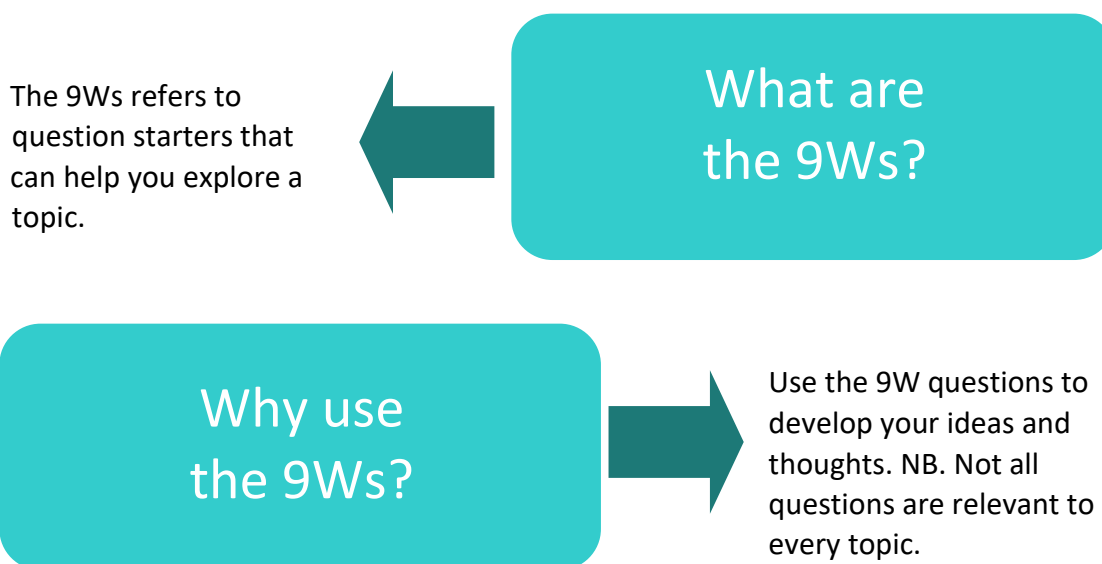 What are
the 9Ws?
The 9Ws refers to
question starters that
can help you explore a
topic.
Why use
the 9Ws?
Use the 9W questions to
develop your ideas and
thoughts. NB. Not all
questions are relevant to
every topic.